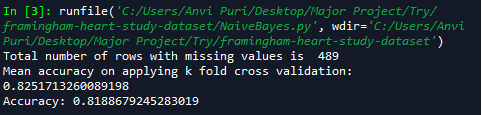 In [3]: runfile('C:/Users/Anvi Puri/Desktop/Major Project/Try/
framingham-heart-study-dataset/NaiveBayes.py', wdir='C:/Users/Anvi
Puri/Desktop/Major Project/Try/framingham-heart-study-dataset')
Total number of rows with missing values is  489
Mean accuracy on applying k fold cross validation:
0.8251713260089198
Accuracy: 0.8188679245283019